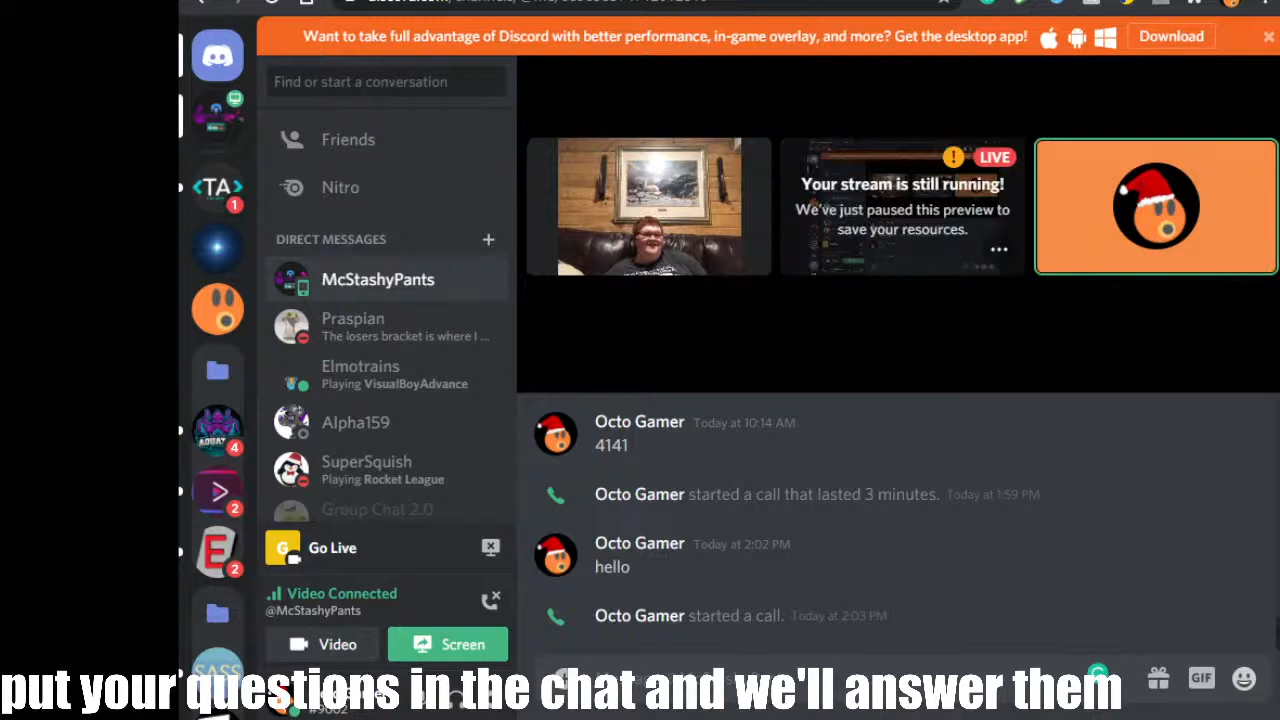 Want to take full advantage of Discord with better performance, in-game overlay, and more? Get the desktop app!
Download
Find or start a conversation
Friends
Nitro
DIRECT MESSAGES
McStashyPants
Praspian
The losers bracket is where I ...
Elmotrains
Playing VisualBoyAdvance
Alpha159
SuperSquish
Playing Rocket League
Group Chat 2.0
G Go Live
Video Connected
@McStashyPants
Video
Screen
<TA>
1
4
2
E
2
SASS
LIVE
Your stream is still running!
We've just paused this preview to
save your resources.
Octo Gamer Today at 10:14 AM
4141
Octo Gamer started a call that lasted 3 minutes. Today at 1:59 PM
Octo Gamer Today at 2:02 PM
hello
Octo Gamer started a call. Today at 2:03 PM
GIF
put your questions in the chat and we'll answer them